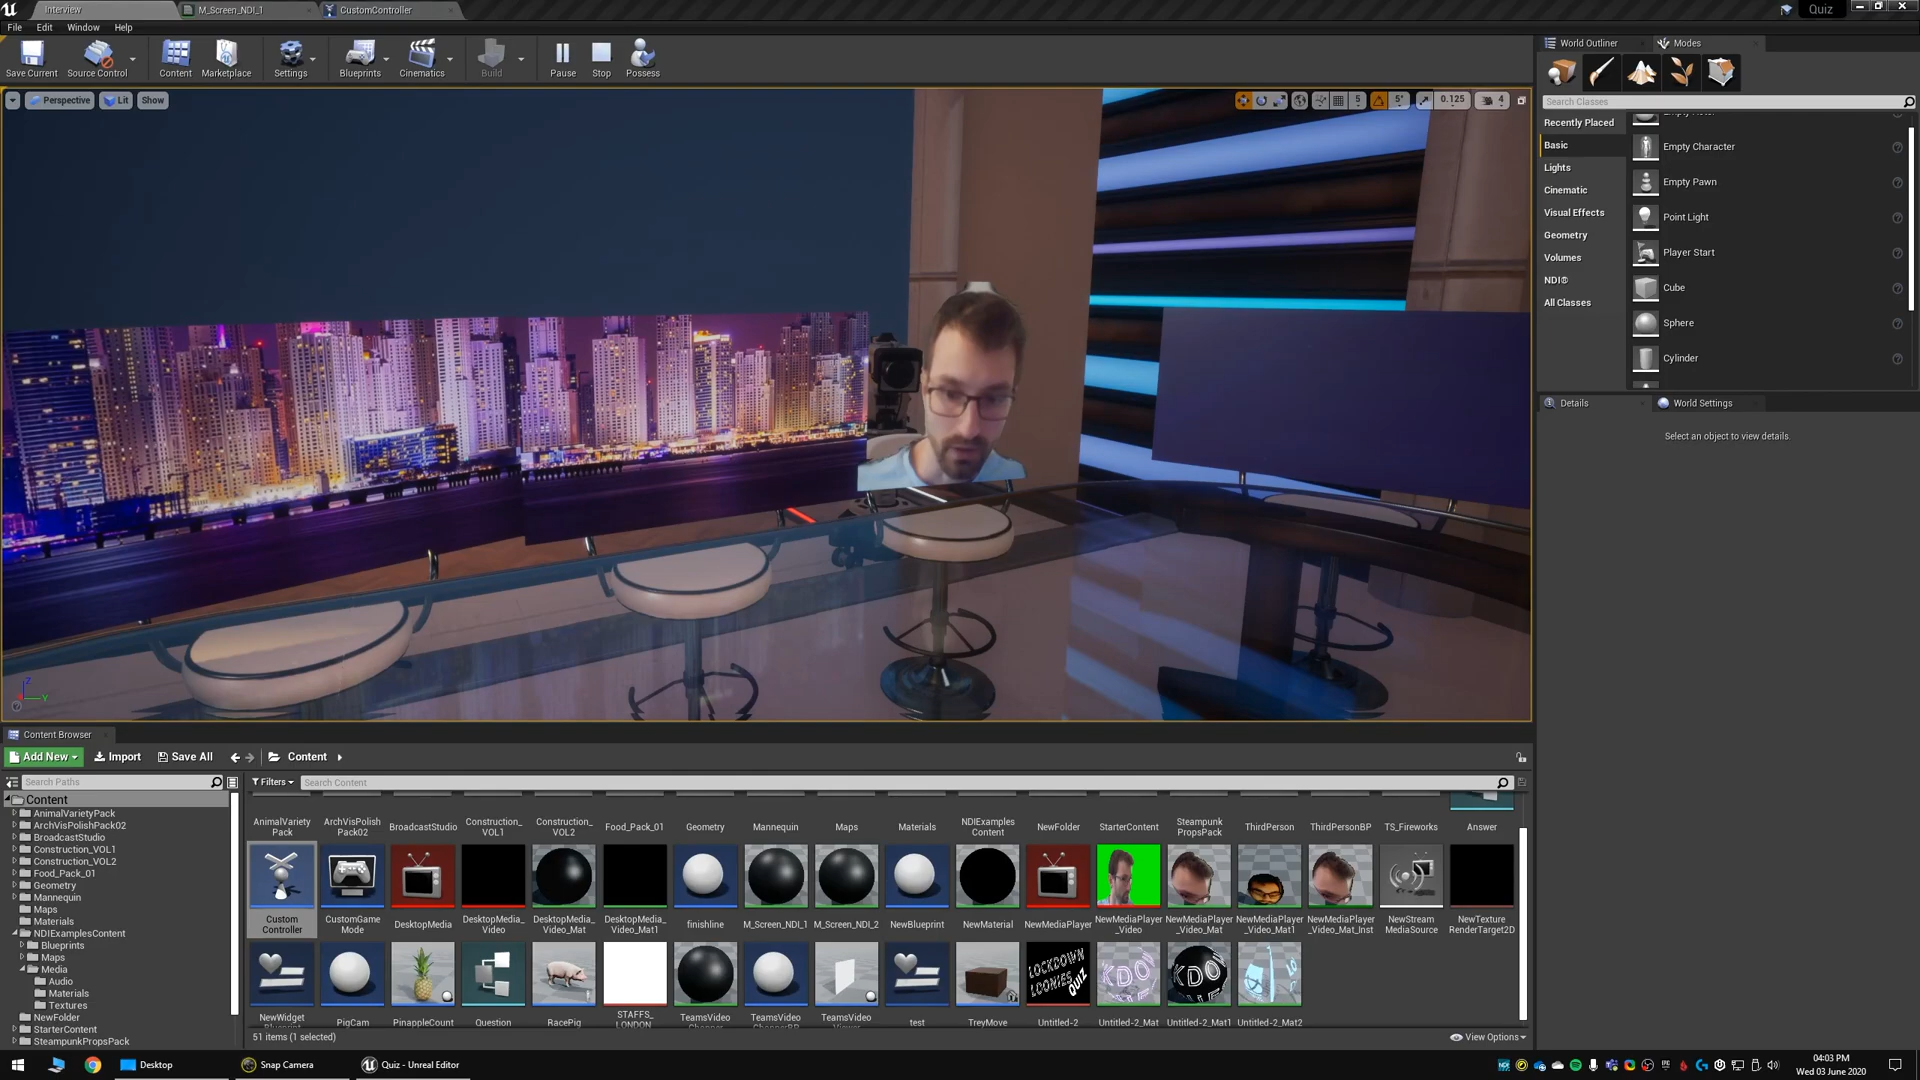 Interview
M_Screen_NDI_1
CustomController
Quiz
File
Edit
Window
Help
Save Current
Source Control
Content
Marketplace
Settings
Blueprints
Cinematics
Build
Pause
Stop
Possess
World Outliner
Modes
Perspective
Lit
Show
5
5°
0.125
4
Search Classes
Recently Placed
Basic
Lights
Cinematic
Visual Effects
Geometry
Volumes
NDI®
All Classes
Empty Character
Empty Pawn
Point Light
Player Start
Cube
Sphere
Cylinder
Details
World Settings
Select an object to view details.
Content Browser
Add New
Import
Save All
Content
Search Paths
Filters
Search Content
Content
AnimalVarietyPack
ArchVisPolishPack02
BroadcastStudio
Construction_VOL1
Construction_VOL2
Food_Pack_01
Geometry
Mannequin
Maps
Materials
NDIExamplesContent
Blueprints
Maps
Media
Audio
Materials
Textures
NewFolder
StarterContent
SteampunkPropsPack
AnimalVariety
Pack
ArchVisPolish
Pack02
BroadcastStudio
Construction_
VOL1
Construction_
VOL2
Food_Pack_01
Geometry
Mannequin
Maps
Materials
NDIExamples
Content
NewFolder
StarterContent
Steampunk
PropsPack
ThirdPerson
ThirdPersonBP
TS_Fireworks
Answer
Custom
Controller
CustomGame
Mode
DesktopMedia
DesktopMedia_
Video
DesktopMedia_
Video_Mat
DesktopMedia_
Video_Mat1
finishline
M_Screen_NDI_1
M_Screen_NDI_2
NewBlueprint
NewMaterial
NewMediaPlayer
NewMediaPlayer
_Video
NewMediaPlayer
_Video_Mat
NewMediaPlayer
_Video_Mat1
NewMediaPlayer
_Video_Mat_Inst
NewStream
MediaSource
NewTexture
RenderTarget2D
LOCKDOWN
LOONIES
QUIZ
NewWidget
Blueprint
PigCam
PinappleCount
Question
RacePig
STAFFS_
LONDON
TeamsVideo
Chopper
TeamsVideo
ChopperBP
TeamsVideo
Viewer
test
TreyMove
Untitled-2
Untitled-2_Mat
Untitled-2_Mat1
Untitled-2_Mat2
51 items (1 selected)
View Options
Desktop
Snap Camera
Quiz - Unreal Editor
04:03 PM
Wed 03 June 2020